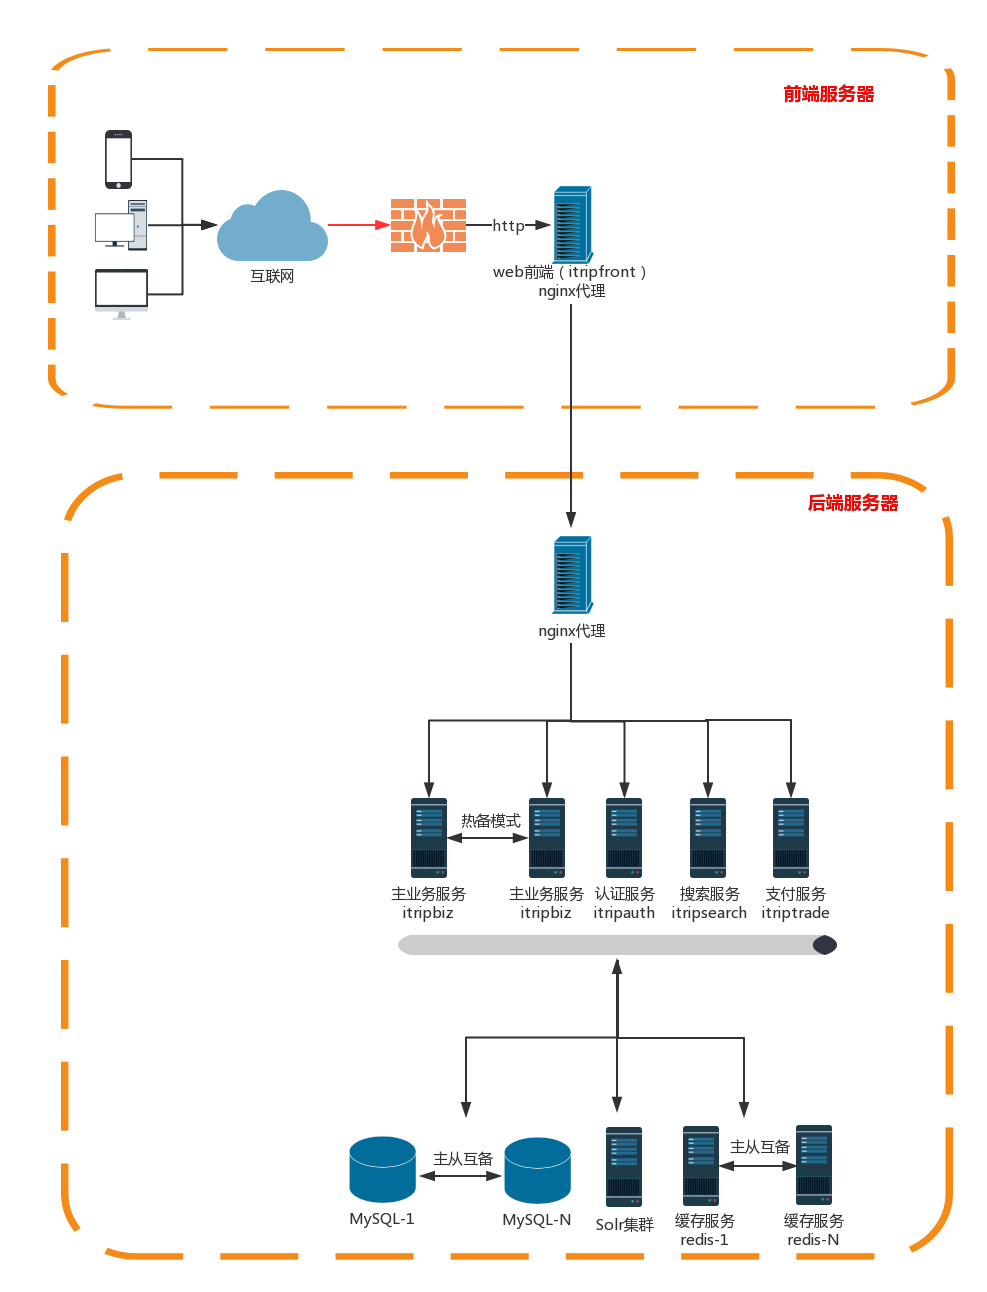 前端服务器
互联网
http
web前端（itripfront）
nginx代理
后端服务器
nginx代理
热备模式
主业务服务
itripbiz
主业务服务
itripbiz
认证服务
itripauth
搜索服务
itripsearch
支付服务
itriptrade
主从互备
MySQL-1
MySQL-N
Solr集群
主从互备
缓存服务
redis-1
缓存服务
redis-N